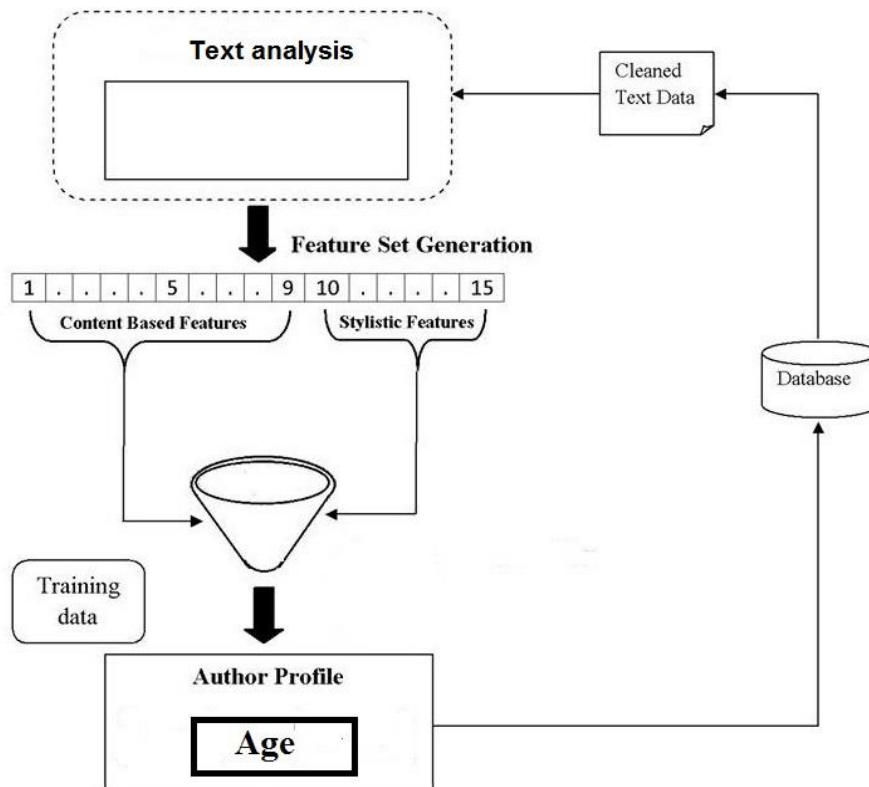 Text analysis
Cleaned
Text Data
Feature Set Generation
1 . . . . 5 . . . 9 10 . . . . 15
Content Based Features
Stylistic Features
Database
Training
data
Author Profile
Age